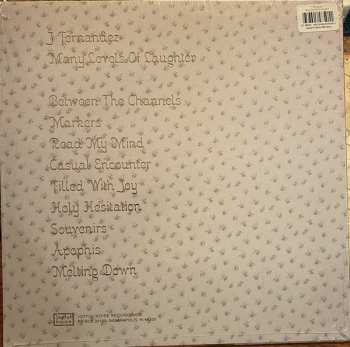 J Fernandez
Many Levels Of Laughter
Between The Channels
Markers
Read My Mind
Casual Encounter
Filled With Joy
Holy Hesitation
Souvenirs
Apophis
Melting Down